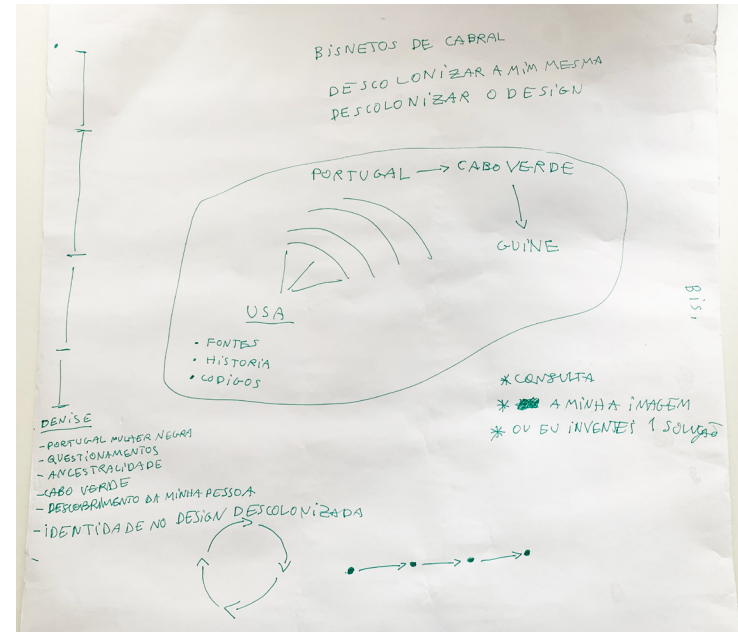 BISNETOS DE CABRAL
DESCOLONIZAR A MIM MESMA
DESCOLONIZAR O DESIGN
PORTUGAL → CABO VERDE
GUINE
USA
• FONTES
• HISTORIA
• CODIGOS
BIS,
* CONSULTA
* A MINHA IMAGEM
* OU EU INVENTEI 1 SOLUÇÃO
DENISE
- PORTUGAL MULHER NEGRA
- QUESTIONAMENTOS
- ANCESTRALIDADE
- CABO VERDE
- DESCOBRIMENTO DA MINHA PESSOA
- IDENTIDADE NO DESIGN DESCOLONIZADA